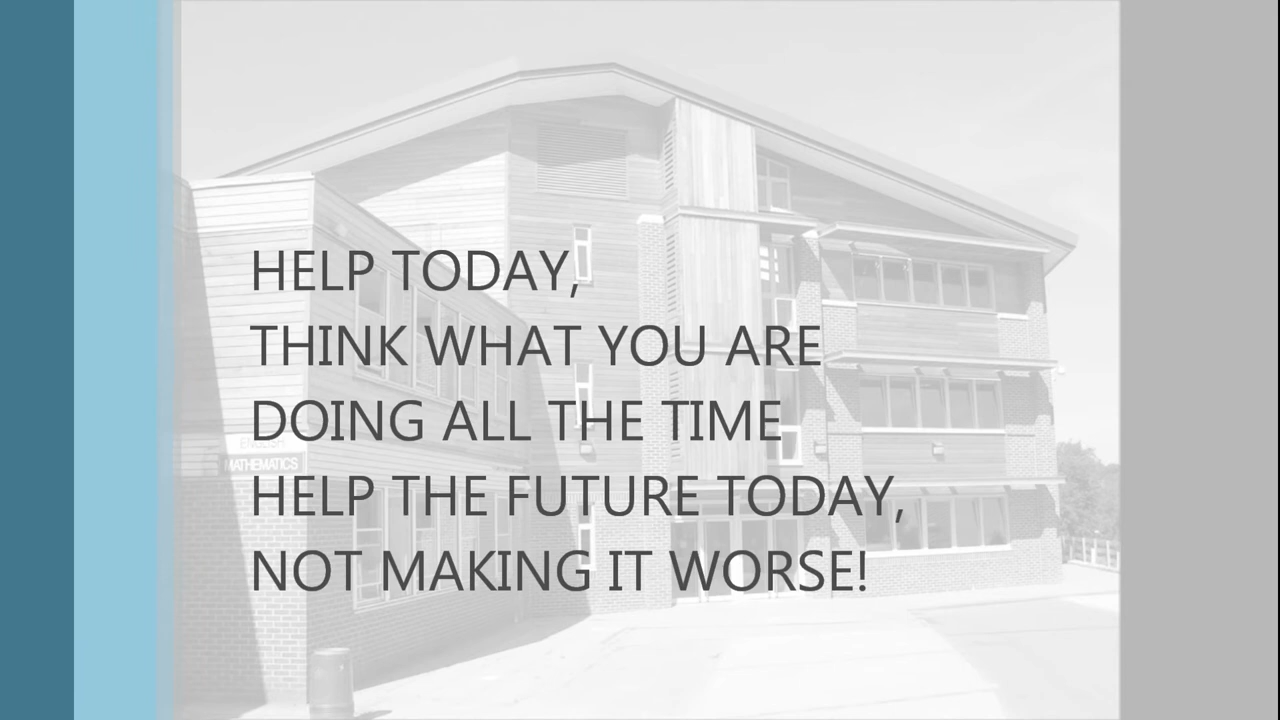 HELP TODAY,
THINK WHAT YOU ARE
DOING ALL THE TIME
HELP THE FUTURE TODAY,
NOT MAKING IT WORSE!
ENGLISH
MATHEMATICS